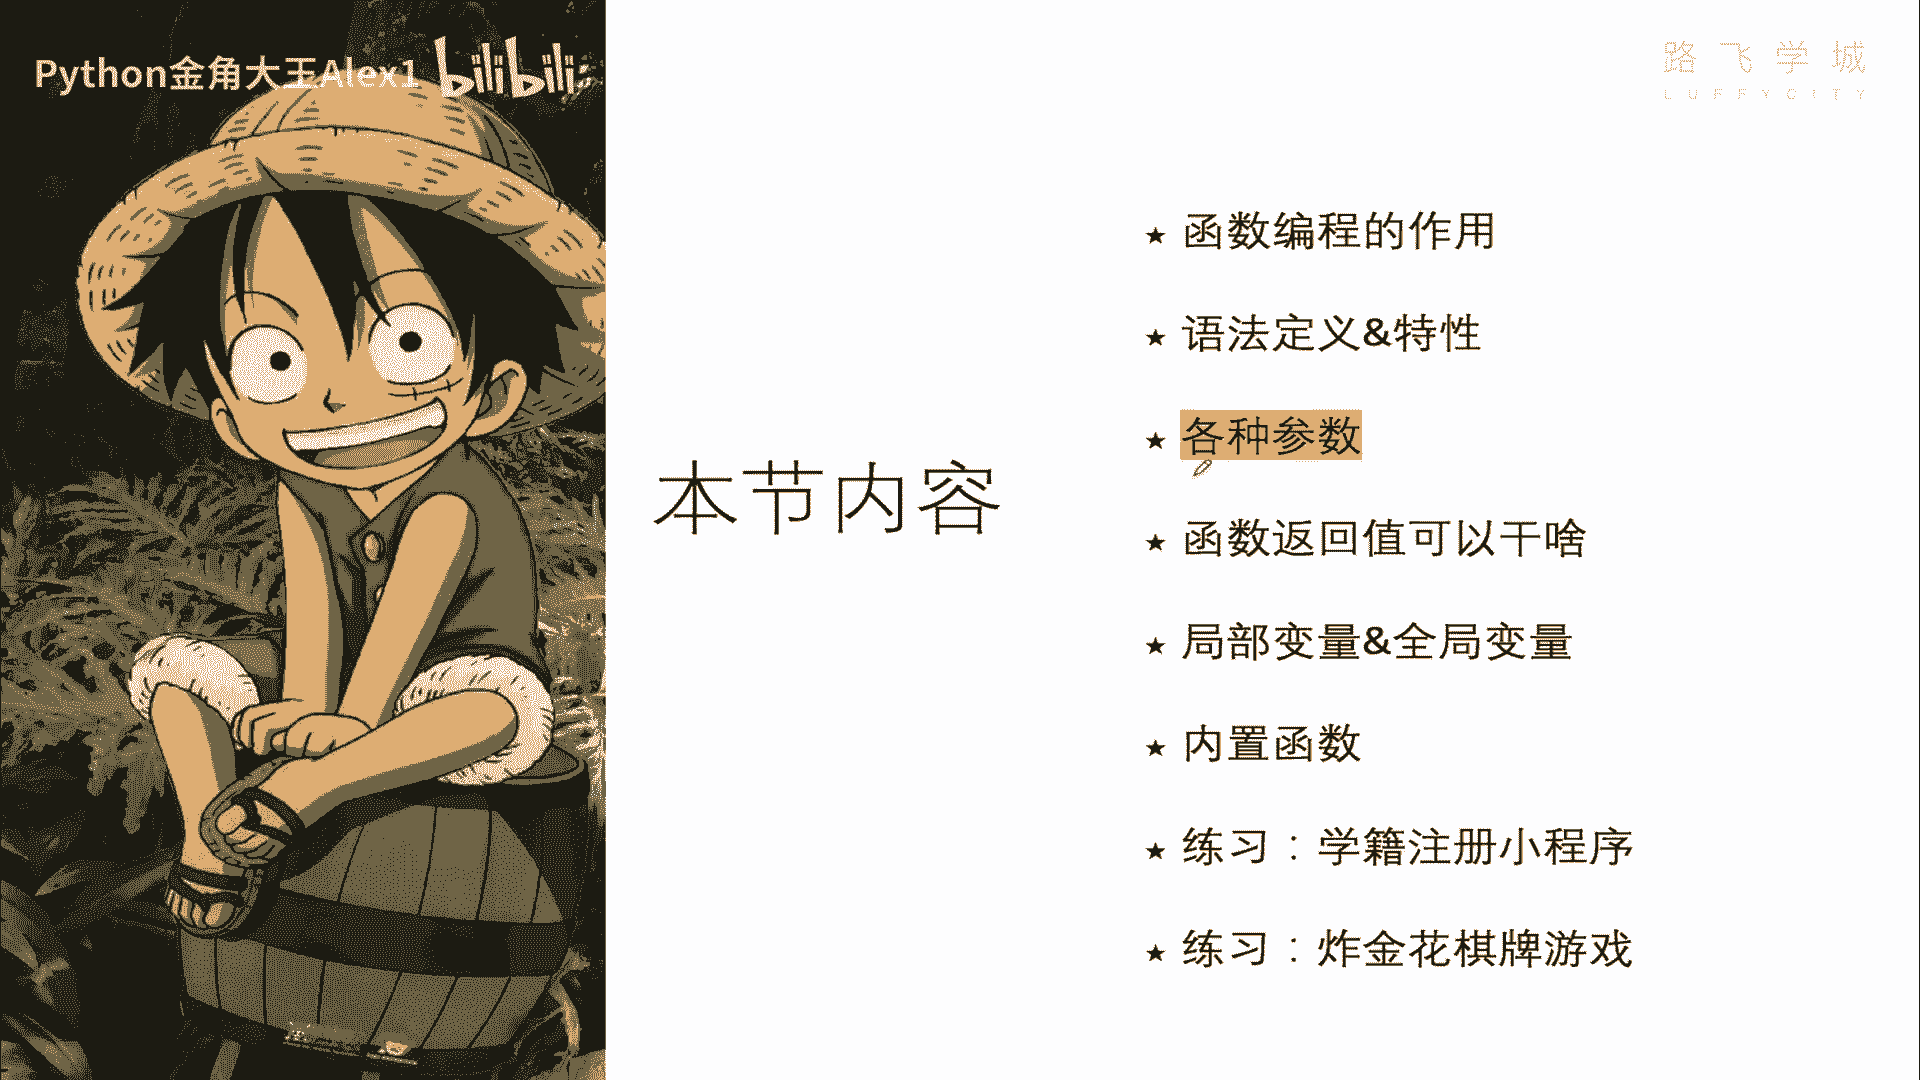 Python金角大王Alex1 bilibili
路飞学城
LUFFYCITY
本节内容
★ 函数编程的作用
★ 语法定义&特性
★ 各种参数
★ 函数返回值可以干啥
★ 局部变量&全局变量
★ 内置函数
★ 练习：学籍注册小程序
★ 练习：炸金花棋牌游戏